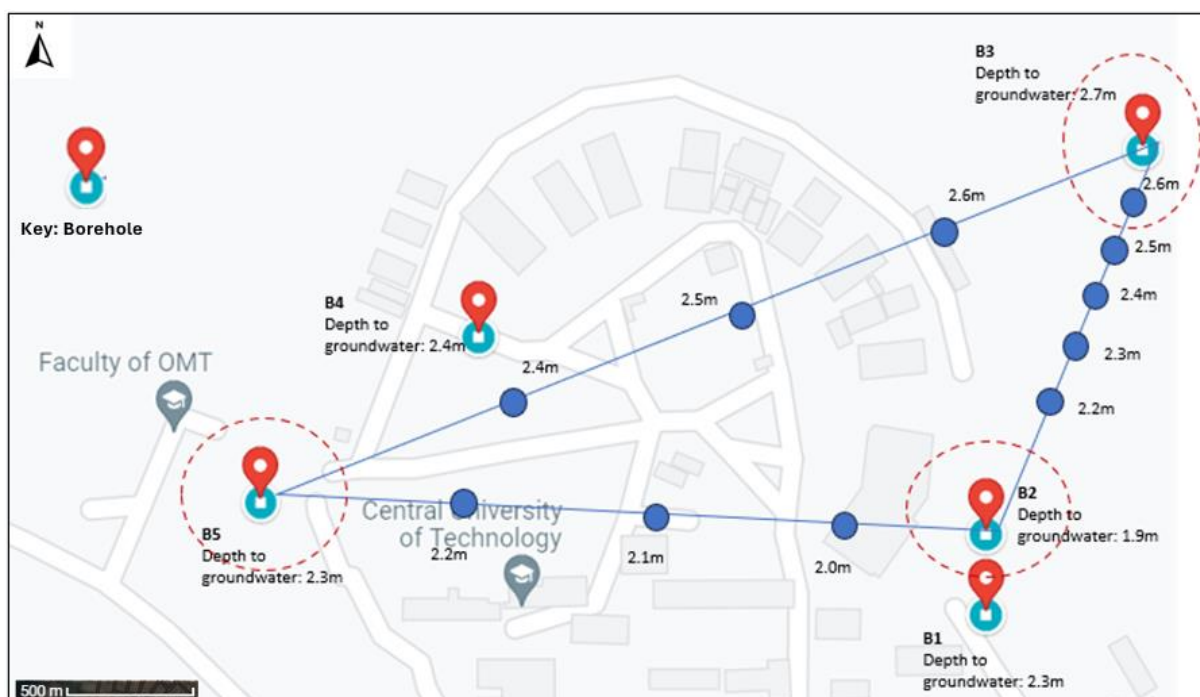 N
B3
Depth to
groundwater: 2.7m
2.6m
2.6m
Key: Borehole
2.5m
2.5m
B4
Depth to
groundwater: 2.4m
2.4m
2.4m
Faculty of OMT
2.3m
2.2m
B2
Depth to
groundwater: 1.9m
Central University
of Technology
B5
Depth to
groundwater: 2.3m
2.2m
2.1m
2.0m
B1
Depth to
groundwater: 2.3m
500 m